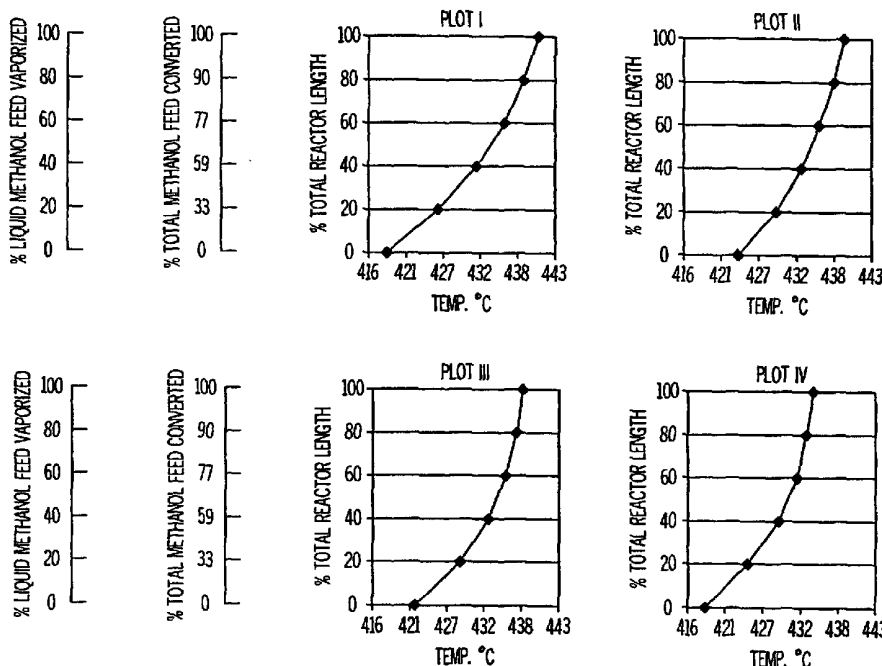 % LIQUID METHANOL FEED VAPORIZED
100
80
60
40
20
0
% TOTAL METHANOL FEED CONVERTED
100
90
77
59
33
0
PLOT I
% TOTAL REACTOR LENGTH
100
80
60
40
20
0
416 421 427 432 438 443
TEMP. °C
PLOT II
% TOTAL REACTOR LENGTH
100
80
60
40
20
0
416 421 427 432 438 443
TEMP. °C
% LIQUID METHANOL FEED VAPORIZED
100
80
60
40
20
0
% TOTAL METHANOL FEED CONVERTED
100
90
77
59
33
0
PLOT III
% TOTAL REACTOR LENGTH
100
80
60
40
20
0
416 421 427 432 438 443
TEMP. °C
PLOT IV
% TOTAL REACTOR LENGTH
100
80
60
40
20
0
416 421 427 432 438 443
TEMP. °C